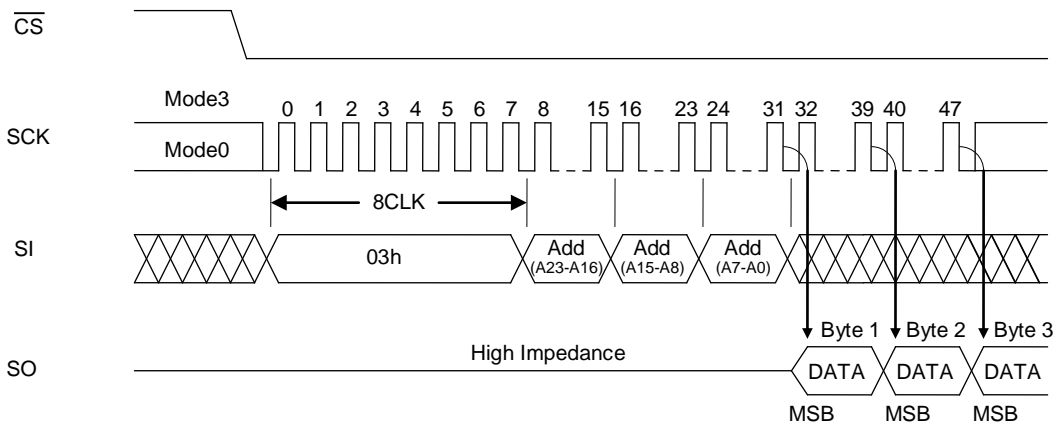 CS
Mode3
0 1 2 3 4 5 6 7 8 15 16 23 24 31 32 39 40 47
SCK
Mode0
8CLK
SI
03h
Add
(A23-A16)
Add
(A15-A8)
Add
(A7-A0)
Byte 1 Byte 2 Byte 3
High Impedance
SO
DATA DATA DATA
MSB MSB MSB